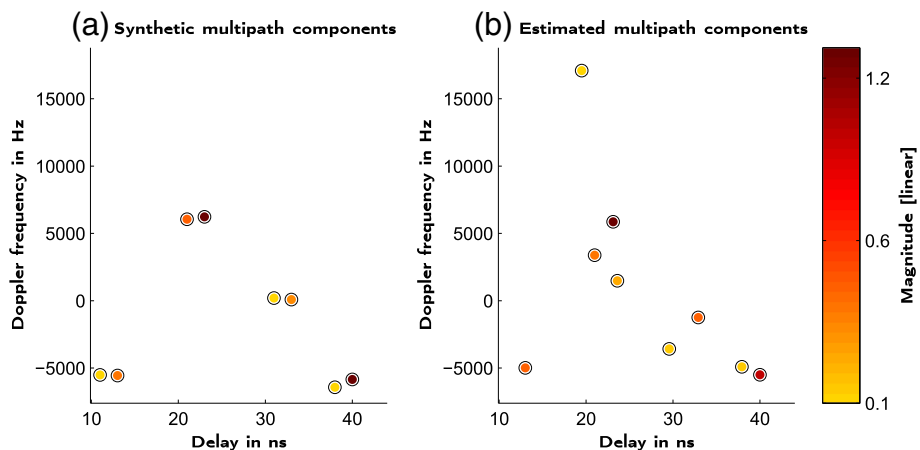 (a) Synthetic multipath components
Doppler frequency in Hz
15000
10000
5000
0
−5000
10 20 30 40
Delay in ns
(b) Estimated multipath components
Doppler frequency in Hz
15000
10000
5000
0
−5000
10 20 30 40
Delay in ns
1.2
0.6
0.1
Magnitude [linear]